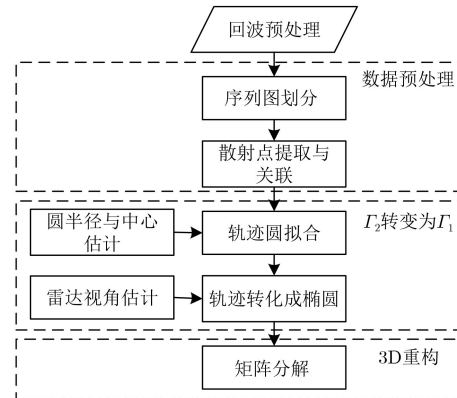 回波预处理
数据预处理
序列图划分
散射点提取与
关联
圆半径与中心
估计
轨迹圆拟合
Γ₂转变为Γ₁
雷达视角估计
轨迹转化成椭圆
3D重构
矩阵分解